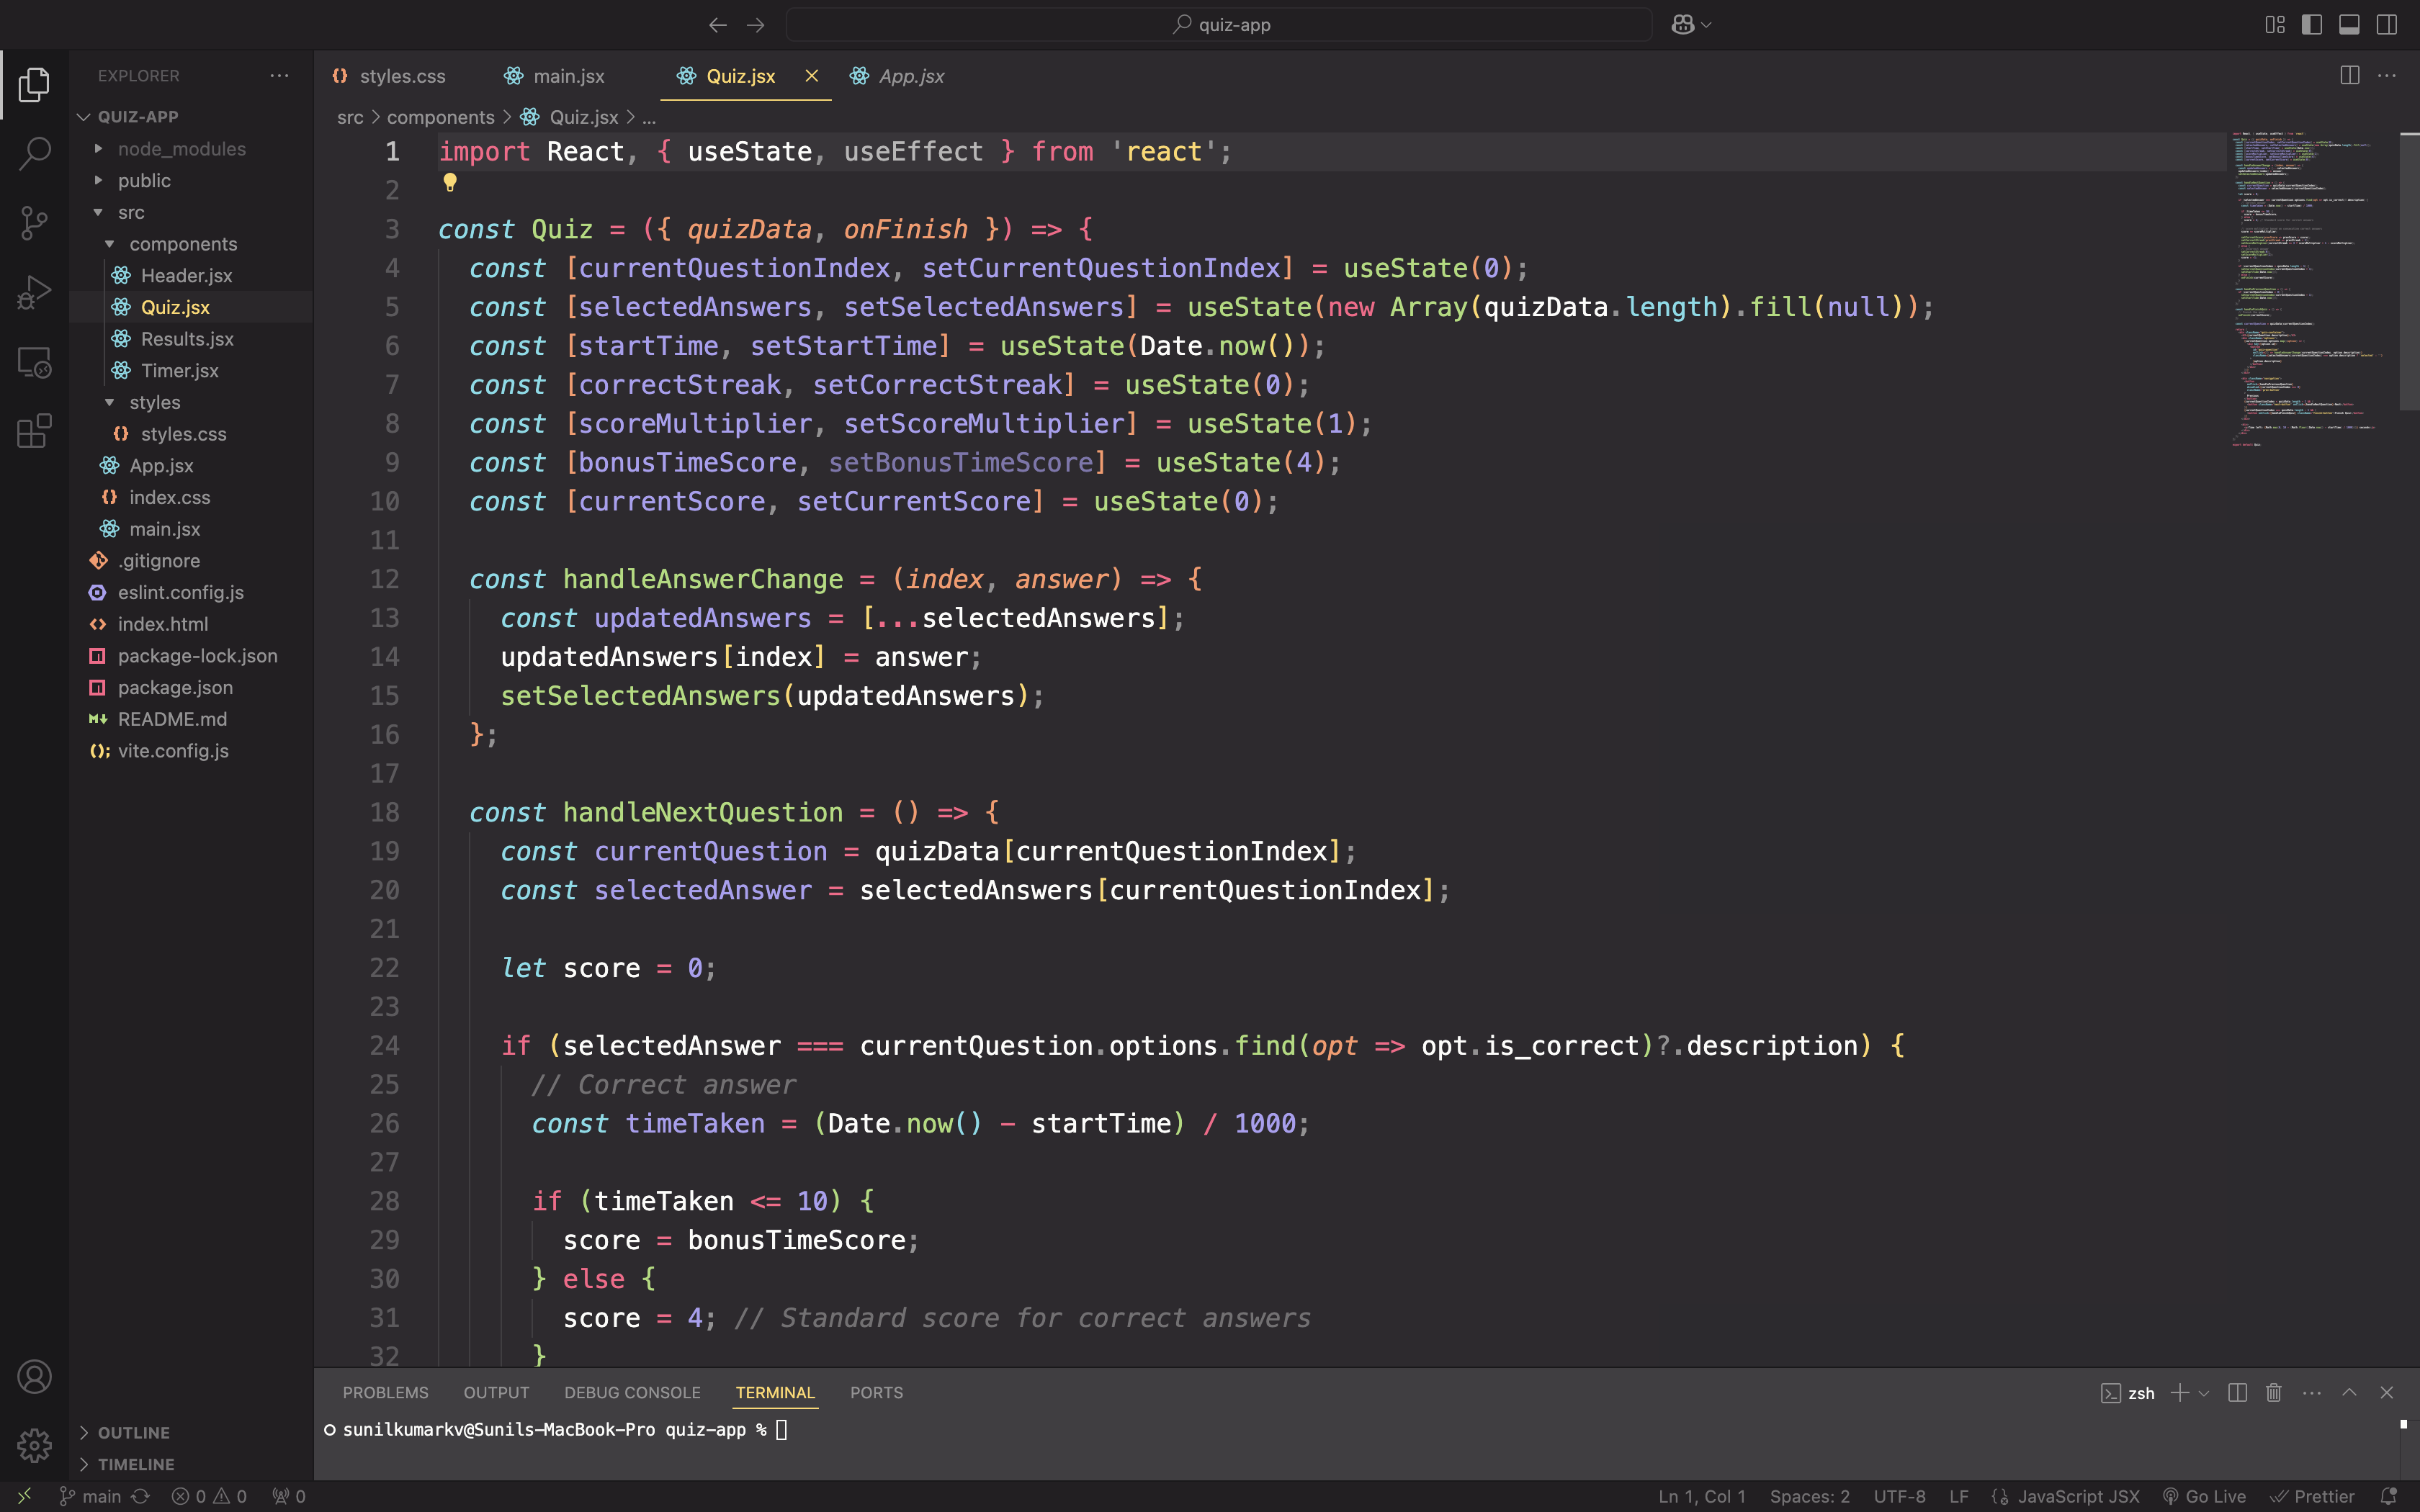 quiz-app
EXPLORER
QUIZ-APP
node_modules
public
src
components
Header.jsx
Quiz.jsx
Results.jsx
Timer.jsx
styles
styles.css
App.jsx
index.css
main.jsx
.gitignore
eslint.config.js
index.html
package-lock.json
package.json
README.md
vite.config.js
OUTLINE
TIMELINE
styles.css main.jsx Quiz.jsx App.jsx
src > components > Quiz.jsx > ...
1 import React, { useState, useEffect } from 'react';
2
3 const Quiz = ({ quizData, onFinish }) => {
4 const [currentQuestionIndex, setCurrentQuestionIndex] = useState(0);
5 const [selectedAnswers, setSelectedAnswers] = useState(new Array(quizData.length).fill(null));
6 const [startTime, setStartTime] = useState(Date.now());
7 const [correctStreak, setCorrectStreak] = useState(0);
8 const [scoreMultiplier, setScoreMultiplier] = useState(1);
9 const [bonusTimeScore, setBonusTimeScore] = useState(4);
10 const [currentScore, setCurrentScore] = useState(0);
11
12 const handleAnswerChange = (index, answer) => {
13 const updatedAnswers = [...selectedAnswers];
14 updatedAnswers[index] = answer;
15 setSelectedAnswers(updatedAnswers);
16 };
17
18 const handleNextQuestion = () => {
19 const currentQuestion = quizData[currentQuestionIndex];
20 const selectedAnswer = selectedAnswers[currentQuestionIndex];
21
22 let score = 0;
23
24 if (selectedAnswer === currentQuestion.options.find(opt => opt.is_correct)?.description) {
25 // Correct answer
26 const timeTaken = (Date.now() - startTime) / 1000;
27
28 if (timeTaken <= 10) {
29 score = bonusTimeScore;
30 } else {
31 score = 4; // Standard score for correct answers
32 }
PROBLEMS OUTPUT DEBUG CONSOLE TERMINAL PORTS zsh
sunilkumarkv@Sunils-MacBook-Pro quiz-app %
main 0 0 0 Ln 1, Col 1 Spaces: 2 UTF-8 LF JavaScript JSX Go Live Prettier